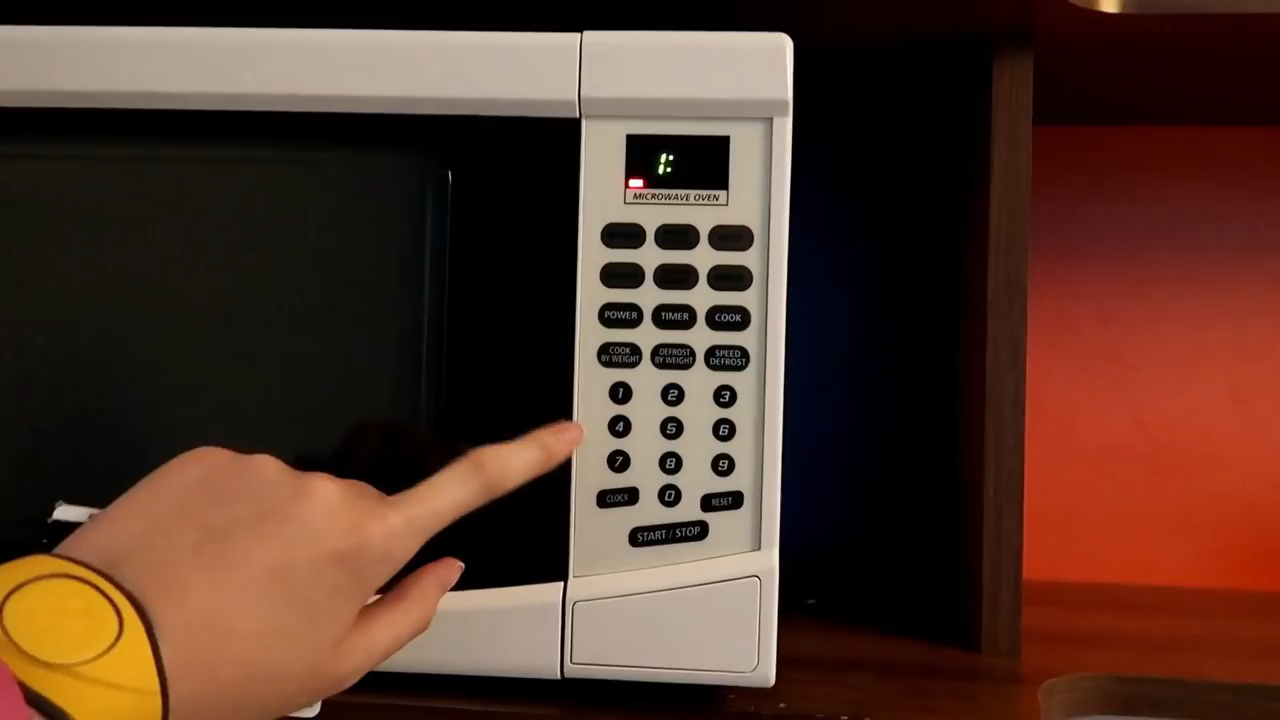 1:
MICROWAVE OVEN
POWER TIMER COOK
COOK BY WEIGHT DEFROST BY WEIGHT SPEED DEFROST
1 2 3
4 5 6
7 8 9
CLOCK 0 RESET
START / STOP